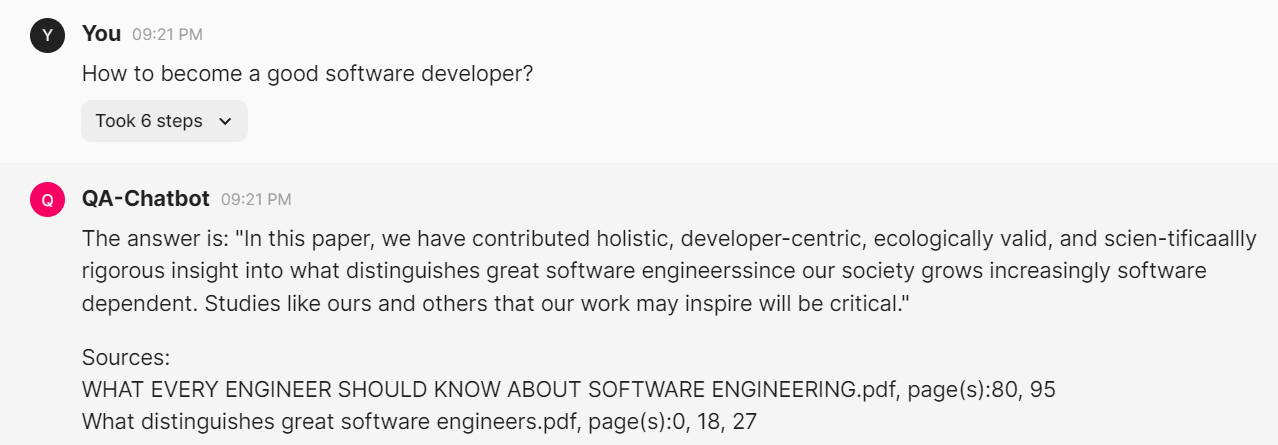 Y You 09:21 PM
How to become a good software developer?
Took 6 steps
Q QA-Chatbot 09:21 PM
The answer is: "In this paper, we have contributed holistic, developer-centric, ecologically valid, and scien-tificaallly
rigorous insight into what distinguishes great software engineerssince our society grows increasingly software
dependent. Studies like ours and others that our work may inspire will be critical."
Sources:
WHAT EVERY ENGINEER SHOULD KNOW ABOUT SOFTWARE ENGINEERING.pdf, page(s):80, 95
What distinguishes great software engineers.pdf, page(s):0, 18, 27